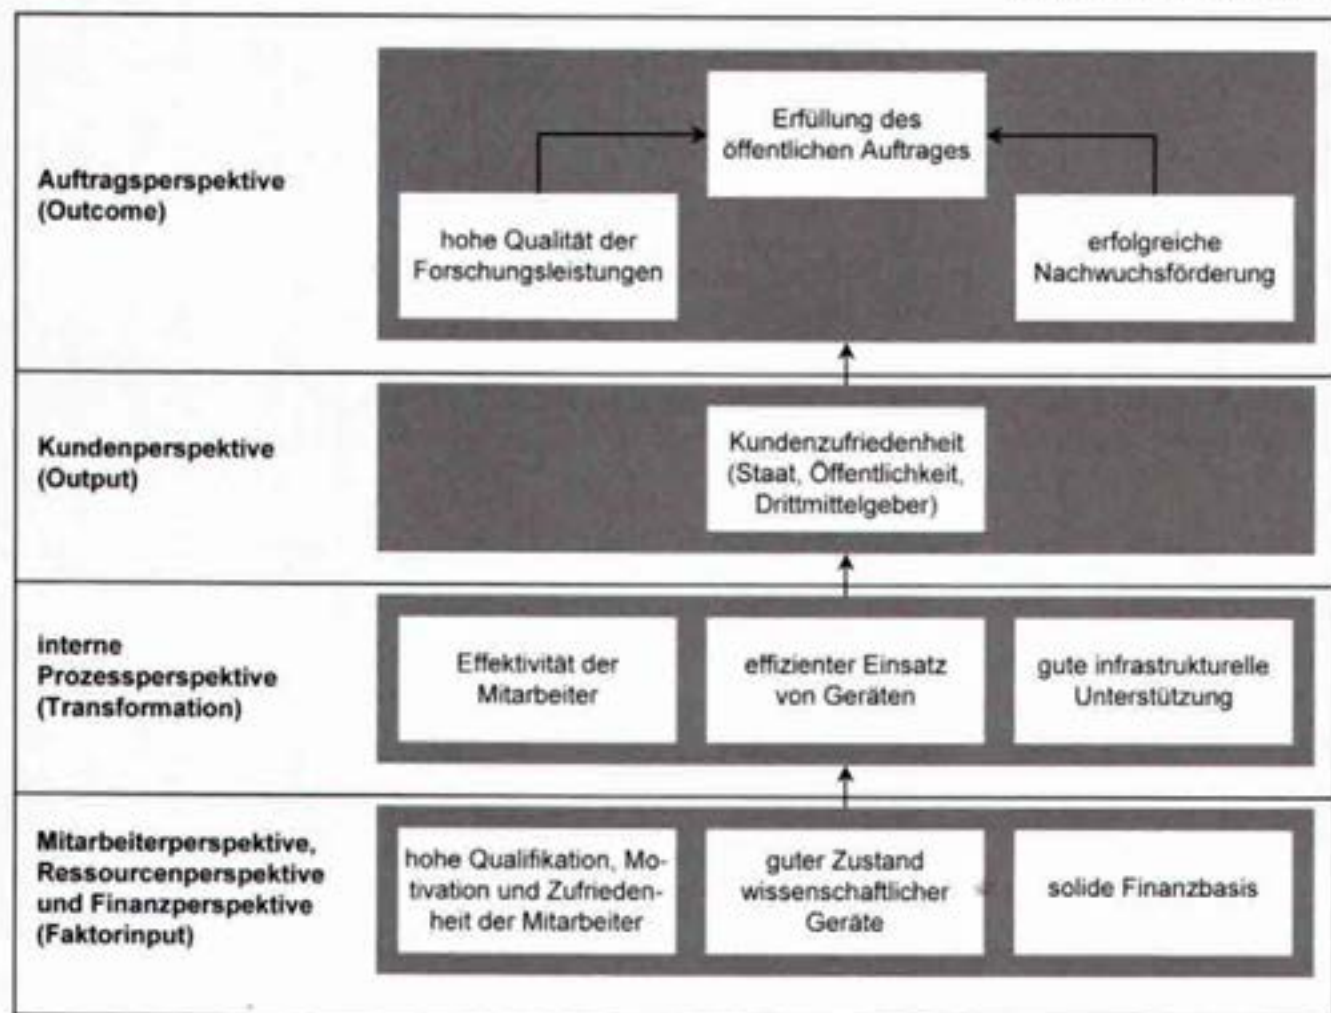 Auftragsperspektive
(Outcome)
Erfüllung des
öffentlichen Auftrages
hohe Qualität der
Forschungsleistungen
erfolgreiche
Nachwuchsförderung
Kundenperspektive
(Output)
Kundenzufriedenheit
(Staat, Öffentlichkeit,
Drittmittelgeber)
interne
Prozessperspektive
(Transformation)
Effektivität der
Mitarbeiter
effizienter Einsatz
von Geräten
gute infrastrukturelle
Unterstützung
Mitarbeiterperspektive,
Ressourcenperspektive
und Finanzperspektive
(Faktorinput)
hohe Qualifikation, Mo-
tivation und Zufrieden-
heit der Mitarbeiter
guter Zustand
wissenschaftlicher
Geräte
solide Finanzbasis